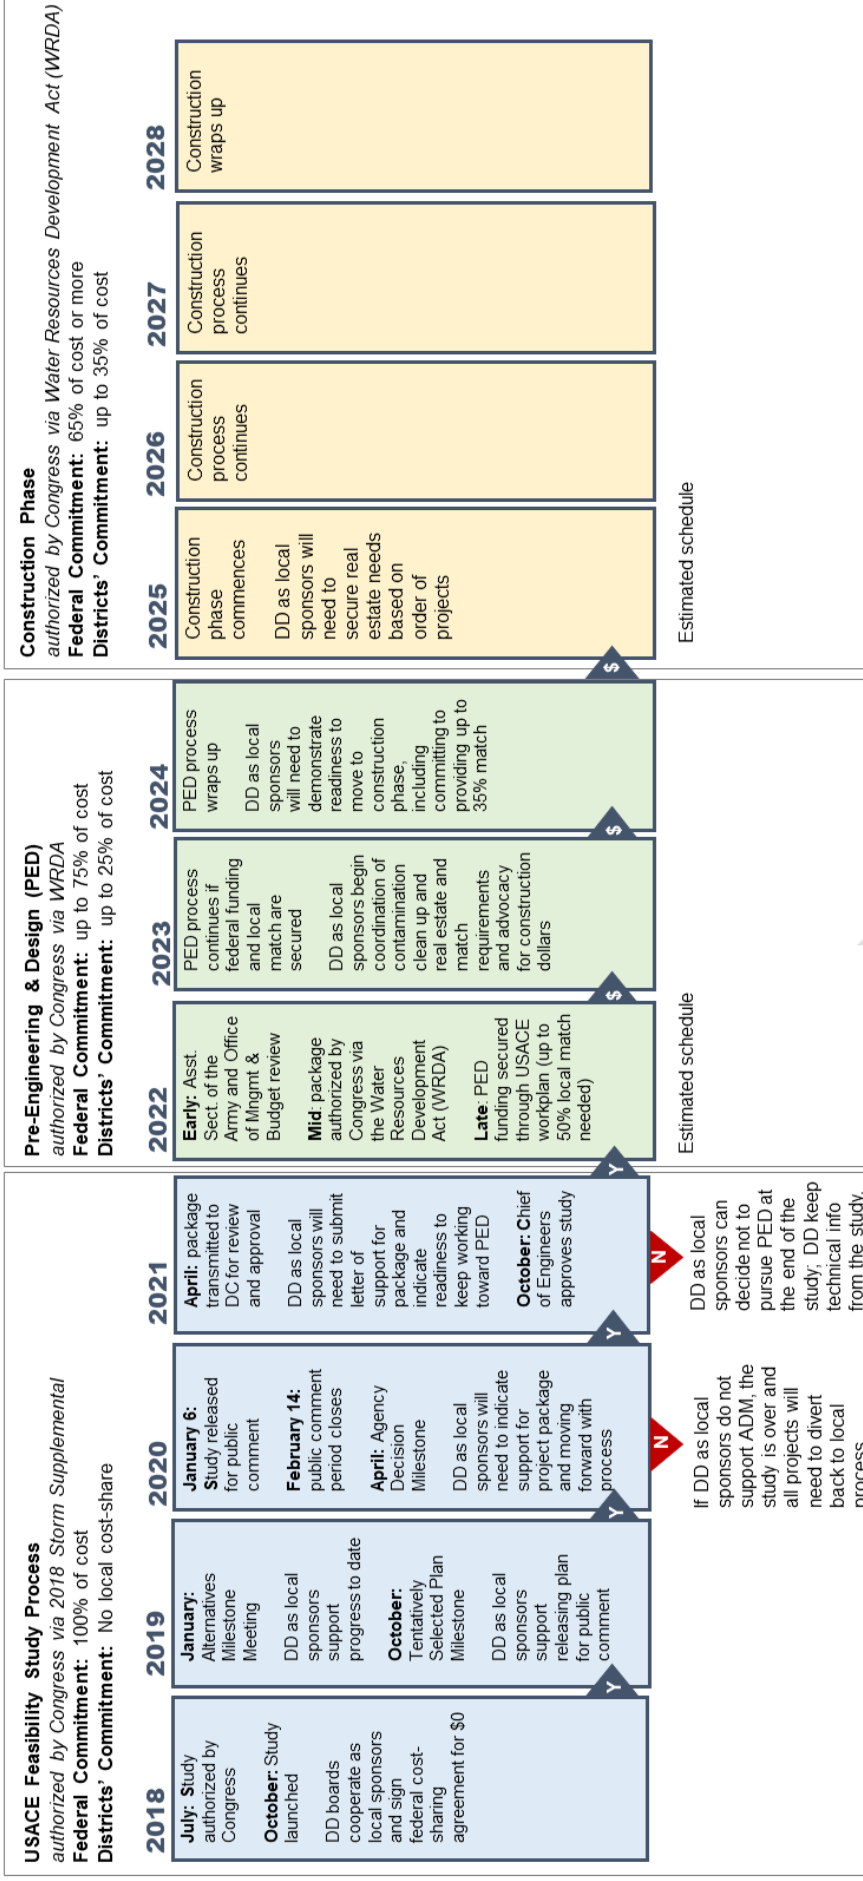 USACE Feasibility Study Process
authorized by Congress via 2018 Storm Supplemental
Federal Commitment: 100% of cost
Districts' Commitment: No local cost-share
2018
July: Study
authorized by
Congress
October: Study
launched
DD boards
cooperate as
local sponsors
and sign
federal cost-
sharing
agreement for $0
Y
2019
January:
Alternatives
Milestone
Meeting
DD as local
sponsors
support
progress to date
October:
Tentatively
Selected Plan
Milestone
DD as local
sponsors
support
releasing plan
for public
comment
Y
2020
January 6:
Study released
for public
comment
February 14:
public comment
period closes
April: Agency
Decision
Milestone
DD as local
sponsors will
need to indicate
support for
project package
and moving
forward with
process
Y
N
If DD as local
sponsors do not
support ADM, the
study is over and
all projects will
need to divert
back to local
process
2021
April: package
transmitted to
DC for review
and approval
DD as local
sponsors will
need to submit
letter of
support for
package and
indicate
readiness to
keep working
toward PED
October: Chief
of Engineers
approves study
Y
N
DD as local
sponsors can
decide not to
pursue PED at
the end of the
study; DD keep
technical info
from the study.
Pre-Engineering & Design (PED)
authorized by Congress via WRDA
Federal Commitment: up to 75% of cost
Districts' Commitment: up to 25% of cost
2022
Early: Asst.
Sect. of the
Army and Office
of Mngmt &
Budget review
Mid: package
authorized by
Congress via
the Water
Resources
Development
Act (WRDA)
Late: PED
funding secured
through USACE
workplan (up to
50% local match
needed)
$
2023
PED process
continues if
federal funding
and local
match are
secured
DD as local
sponsors begin
coordination of
contamination
clean up and
real estate and
match
requirements
and advocacy
for construction
dollars
$
2024
PED process
wraps up
DD as local
sponsors
will need to
demonstrate
readiness to
move to
construction
phase,
including
committing to
providing up to
35% match
$
Estimated schedule
Construction Phase
authorized by Congress via Water Resources Development Act (WRDA)
Federal Commitment: 65% of cost or more
Districts' Commitment: up to 35% of cost
2025
Construction
phase
commences
DD as local
sponsors will
need to
secure real
estate needs
based on
order of
projects
2026
Construction
process
continues
2027
Construction
process
continues
2028
Construction
wraps up
Estimated schedule